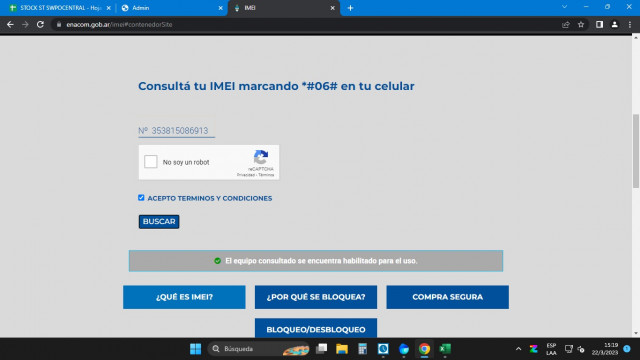 STOCK ST SWPOCENTRAL - Hoja
Admin
IMEI
enacom.gob.ar/imei#contenedorSite
Consultá tu IMEI marcando *#06# en tu celular
Nº 353815086913
No soy un robot
reCAPTCHA
Privacidad - Términos
ACEPTO TERMINOS Y CONDICIONES
BUSCAR
El equipo consultado se encuentra habilitado para el uso.
¿QUÉ ES IMEI?
¿POR QUÉ SE BLOQUEA?
COMPRA SEGURA
BLOQUEO/DESBLOQUEO
Búsqueda
ESP
LAA
15:19
22/3/2023